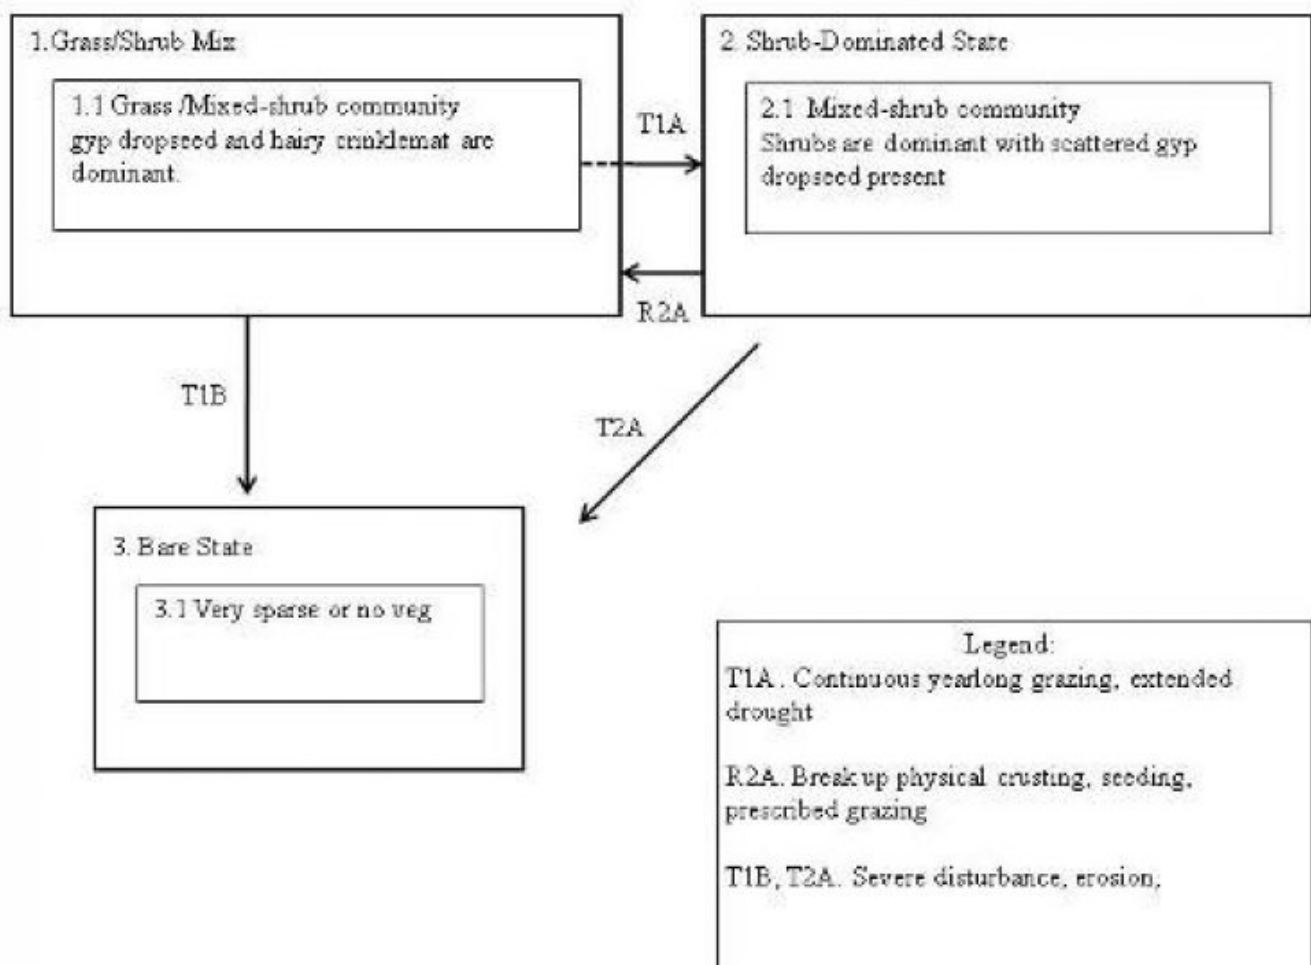 1. Grass/Shrub Mix
1.1 Grass /Mixed-shrub community
gyp dropseed and hairy crinklemat are
dominant.
T1A
2. Shrub-Dominated State
2.1 Mixed-shrub community
Shrubs are dominant with scattered gyp
dropseed present
R2A
T1B
T2A
3. Bare State
3.1 Very sparse or no veg
Legend:
T1A. Continuous yearlong grazing, extended
drought
R2A. Break up physical crusting, seeding,
prescribed grazing
T1B, T2A. Severe disturbance, erosion,